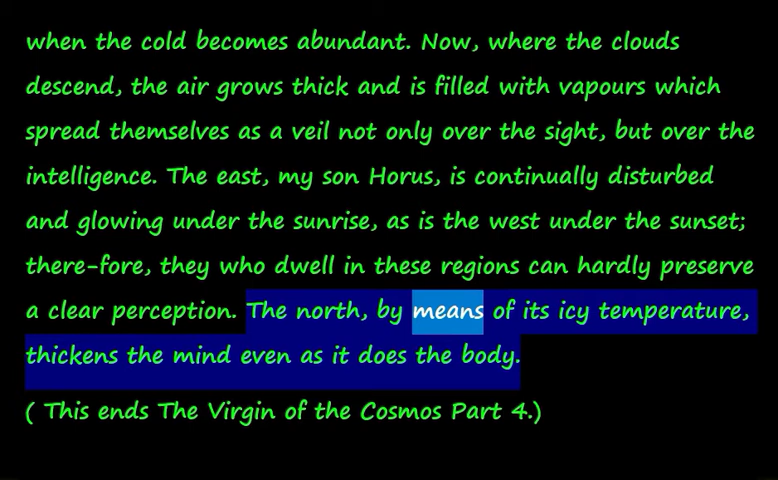 when the cold becomes abundant. Now, where the clouds
descend, the air grows thick and is filled with vapours which
spread themselves as a veil not only over the sight, but over the
intelligence. The east, my son Horus, is continually disturbed
and glowing under the sunrise, as is the west under the sunset;
there-fore, they who dwell in these regions can hardly preserve
a clear perception. The north, by means of its icy temperature,
thickens the mind even as it does the body.
( This ends The Virgin of the Cosmos Part 4.)